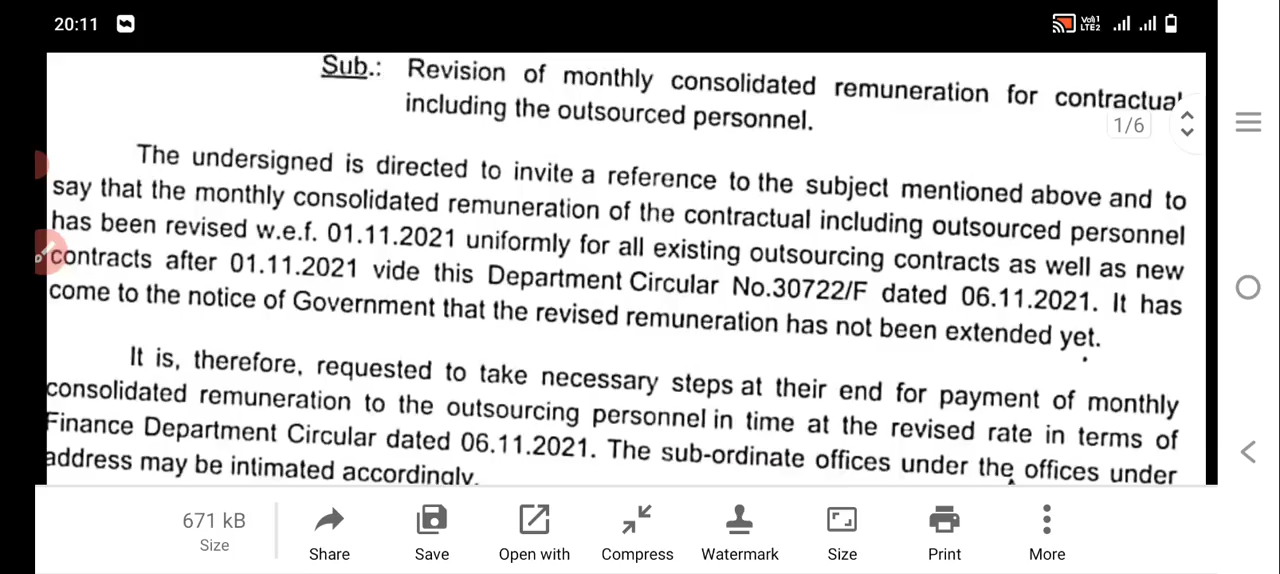 20:11
Vo))1
LTE2
Sub.: Revision of monthly consolidated remuneration for contractual
including the outsourced personnel.
1/6
The undersigned is directed to invite a reference to the subject mentioned above and to
say that the monthly consolidated remuneration of the contractual including outsourced personnel
has been revised w.e.f. 01.11.2021 uniformly for all existing outsourcing contracts as well as new
contracts after 01.11.2021 vide this Department Circular No.30722/F dated 06.11.2021. It has
come to the notice of Government that the revised remuneration has not been extended yet.
It is, therefore, requested to take necessary steps at their end for payment of monthly
consolidated remuneration to the outsourcing personnel in time at the revised rate in terms of
Finance Department Circular dated 06.11.2021. The sub-ordinate offices under the offices under
address may be intimated accordingly.
671 kB
Size
Share
Save
Open with
Compress
Watermark
Size
Print
More